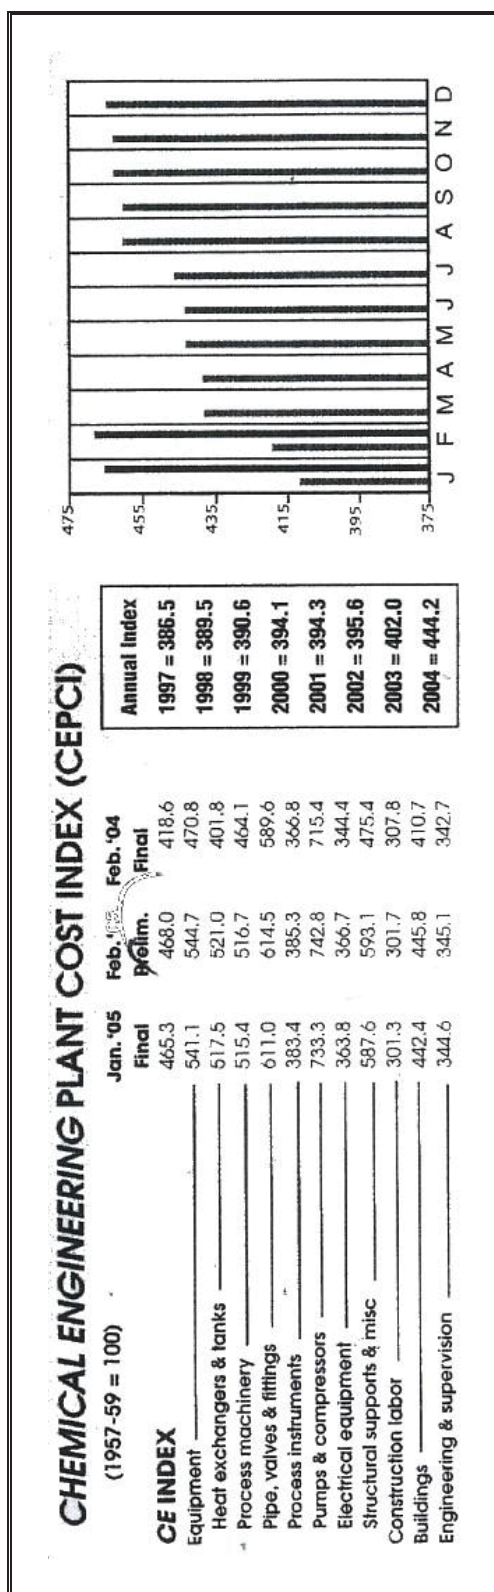 CHEMICAL ENGINEERING PLANT COST INDEX (CEPCI)
(1957-59 = 100)
Jan. '05 Feb. ' Feb. '04
Final Prelim. Final
CE INDEX 465.3 468.0 418.6
Equipment 541.1 544.7 470.8
Heat exchangers & tanks 517.5 521.0 401.8
Process machinery 515.4 516.7 464.1
Pipe, valves & fittings 611.0 614.5 589.6
Process instruments 383.4 385.3 366.8
Pumps & compressors 733.3 742.8 715.4
Electrical equipment 363.8 366.7 344.4
Structural supports & misc 587.6 593.1 475.4
Construction labor 301.3 301.7 307.8
Buildings 442.4 445.8 410.7
Engineering & supervision 344.6 345.1 342.7
Annual Index
1997 = 386.5
1998 = 389.5
1999 = 390.6
2000 = 394.1
2001 = 394.3
2002 = 395.6
2003 = 402.0
2004 = 444.2
475
455
435
415
395
375
J F M A M J J A S O N D